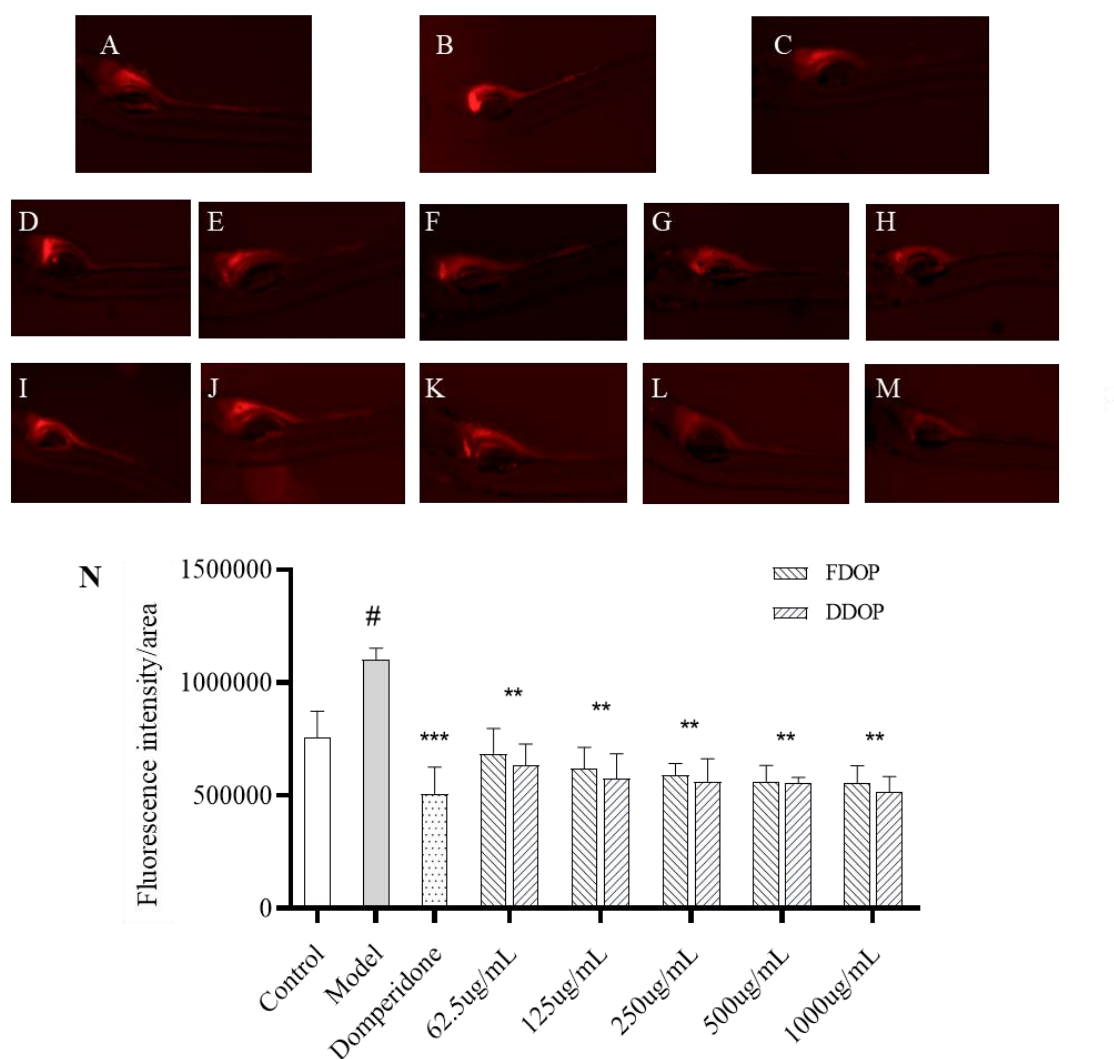 A
B
C
D
E
F
G
H
I
J
K
L
M
N
Fluorescence intensity/area
1500000
1000000
500000
0
#
***
**
**
**
**
**
FDOP
DDOP
Control
Model
Domperidone
62.5ug/mL
125ug/mL
250ug/mL
500ug/mL
1000ug/mL